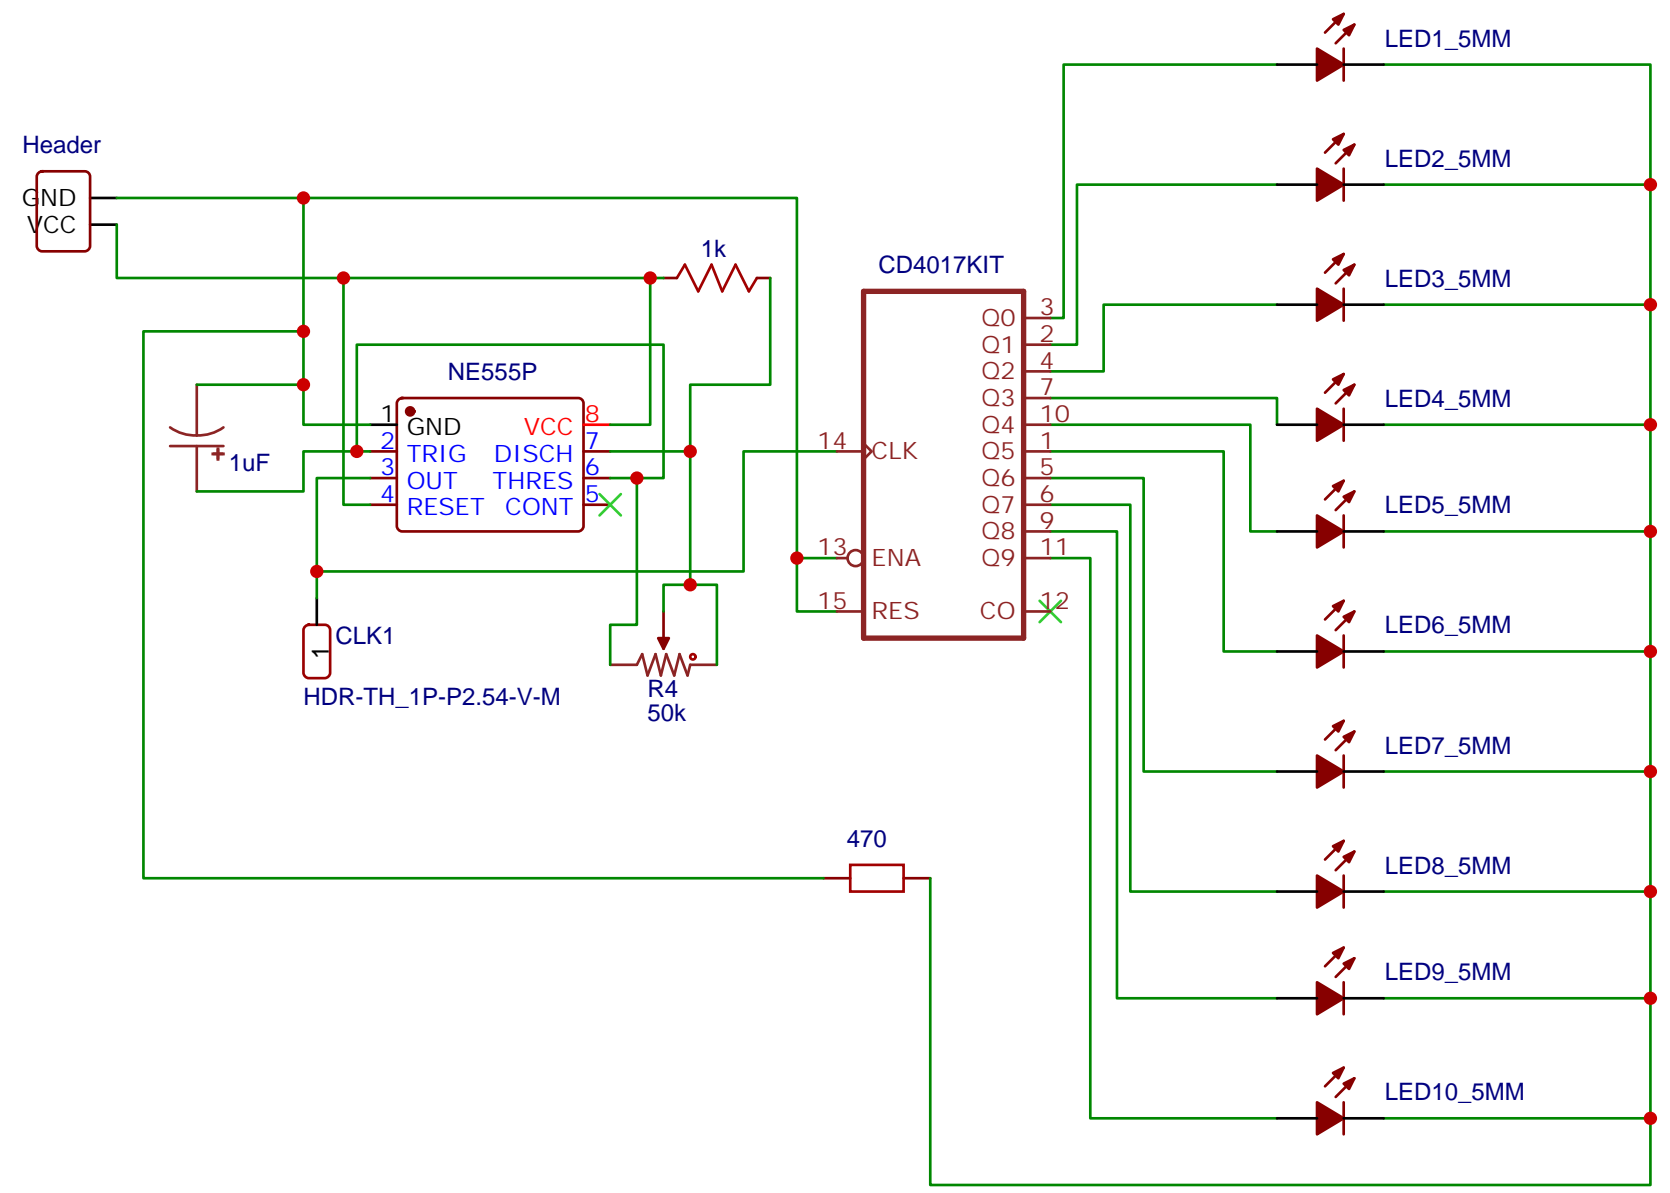 LED1_5MM
Header
GND
VCC
LED2_5MM
1k
CD4017KIT
LED3_5MM
NE555P
1 GND VCC 8
2 TRIG DISCH 7
3 OUT THRES 6
4 RESET CONT 5
1uF
Q0 3
Q1 2
Q2 4
Q3 7
Q4 10
14 CLK Q5 1
Q6 5
Q7 6
Q8 9
13 ENA Q9 11
15 RES CO 12
LED4_5MM
LED5_5MM
LED6_5MM
1 CLK1
HDR-TH_1P-P2.54-V-M
R4
50k
LED7_5MM
470
LED8_5MM
LED9_5MM
LED10_5MM